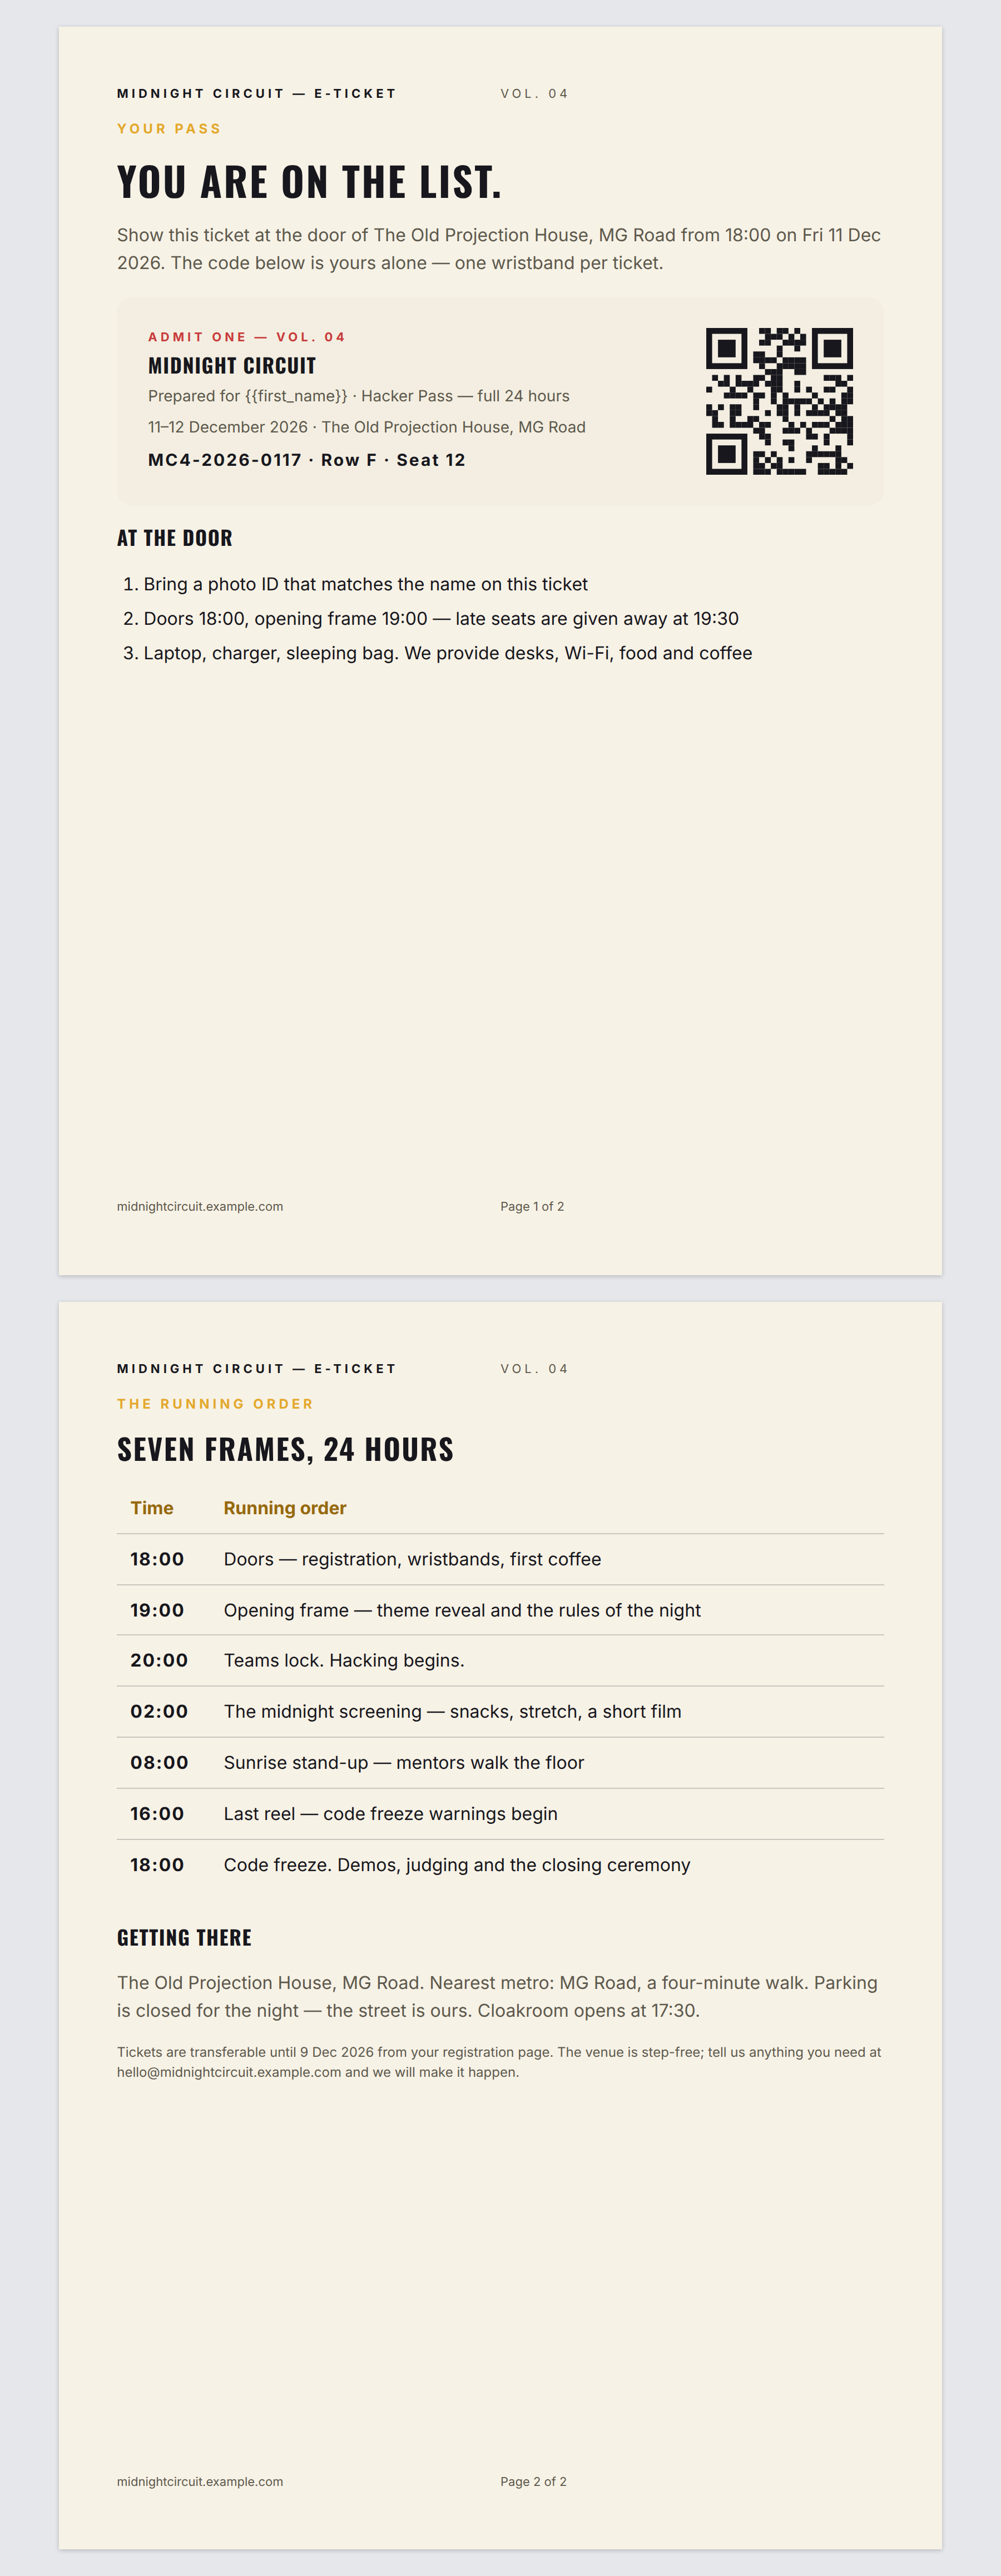 MIDNIGHT CIRCUIT — E-TICKET VOL. 04
YOUR PASS
YOU ARE ON THE LIST.
Show this ticket at the door of The Old Projection House, MG Road from 18:00 on Fri 11 Dec
2026. The code below is yours alone — one wristband per ticket.
ADMIT ONE — VOL. 04
MIDNIGHT CIRCUIT
Prepared for {{first_name}} · Hacker Pass — full 24 hours
11–12 December 2026 · The Old Projection House, MG Road
MC4-2026-0117 · Row F · Seat 12
AT THE DOOR
1. Bring a photo ID that matches the name on this ticket
2. Doors 18:00, opening frame 19:00 — late seats are given away at 19:30
3. Laptop, charger, sleeping bag. We provide desks, Wi-Fi, food and coffee
midnightcircuit.example.com Page 1 of 2
MIDNIGHT CIRCUIT — E-TICKET VOL. 04
THE RUNNING ORDER
SEVEN FRAMES, 24 HOURS
Time Running order
18:00 Doors — registration, wristbands, first coffee
19:00 Opening frame — theme reveal and the rules of the night
20:00 Teams lock. Hacking begins.
02:00 The midnight screening — snacks, stretch, a short film
08:00 Sunrise stand-up — mentors walk the floor
16:00 Last reel — code freeze warnings begin
18:00 Code freeze. Demos, judging and the closing ceremony
GETTING THERE
The Old Projection House, MG Road. Nearest metro: MG Road, a four-minute walk. Parking
is closed for the night — the street is ours. Cloakroom opens at 17:30.
Tickets are transferable until 9 Dec 2026 from your registration page. The venue is step-free; tell us anything you need at
hello@midnightcircuit.example.com and we will make it happen.
midnightcircuit.example.com Page 2 of 2